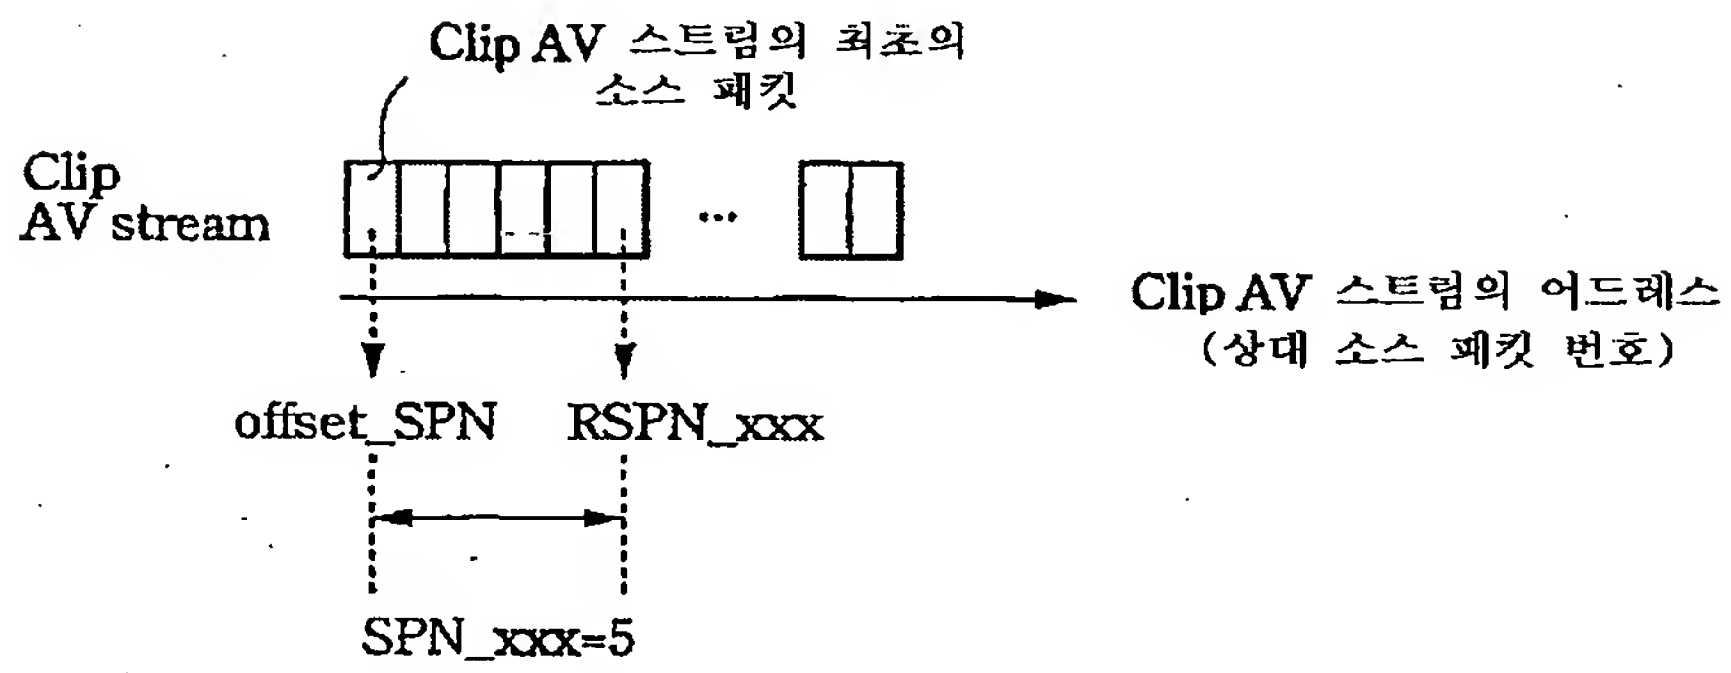 Clip AV 스트림의 최초의
소스 패킷
Clip
AV stream
...
Clip AV 스트림의 어드레스
(상대 소스 패킷 번호)
offset_SPN
RSPN_xxx
SPN_xxx=5